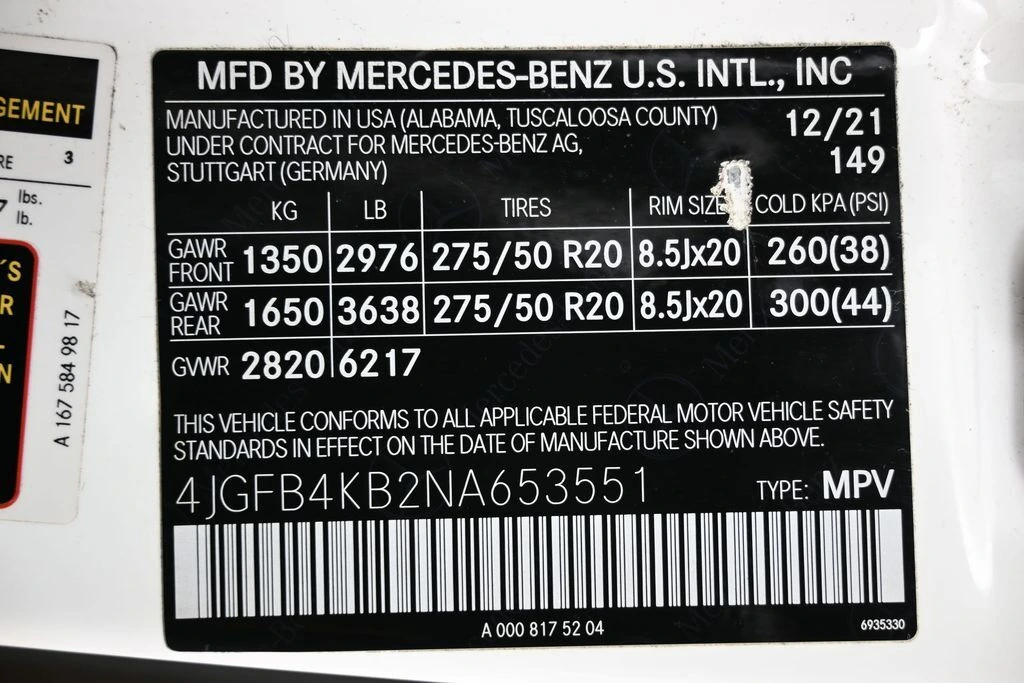 GEMENT
RE 3
7 lbs.
lb.
'S
R
L
N
A 167 584 98 17
MFD BY MERCEDES-BENZ U.S. INTL., INC
MANUFACTURED IN USA (ALABAMA, TUSCALOOSA COUNTY) 12/21
UNDER CONTRACT FOR MERCEDES-BENZ AG, 149
STUTTGART (GERMANY)
KG LB TIRES RIM SIZE COLD KPA (PSI)
GAWR FRONT 1350 2976 275/50 R20 8.5Jx20 260(38)
GAWR REAR 1650 3638 275/50 R20 8.5Jx20 300(44)
GVWR 2820 6217
THIS VEHICLE CONFORMS TO ALL APPLICABLE FEDERAL MOTOR VEHICLE SAFETY
STANDARDS IN EFFECT ON THE DATE OF MANUFACTURE SHOWN ABOVE.
4JGFB4KB2NA653551 TYPE: MPV
A 000 817 52 04 6935330